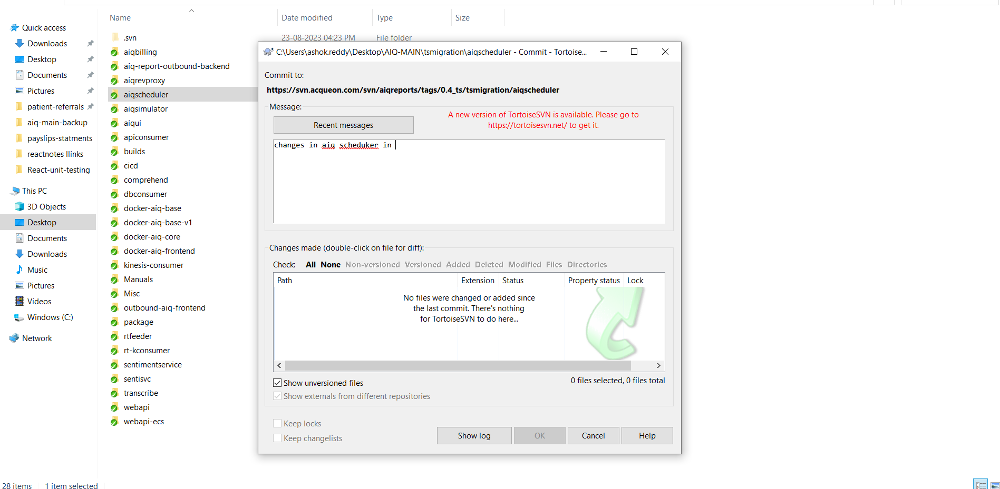 Name
Date modified
Type
Size
Quick access
Downloads
Desktop
Documents
Pictures
patient-referrals
aiq-main-backup
payslips-statments
reactnotes llinks
React-unit-testing
This PC
3D Objects
Desktop
Documents
Downloads
Music
Pictures
Videos
Windows (C:)
Network
.svn 23-08-2023 04:23 PM File folder
aiqbilling
aiq-report-outbound-backend
aiqrevproxy
aiqscheduler
aiqsimulator
aiqui
apiconsumer
builds
cicd
comprehend
dbconsumer
docker-aiq-base
docker-aiq-base-v1
docker-aiq-core
docker-aiq-frontend
kinesis-consumer
Manuals
Misc
outbound-aiq-frontend
package
rtfeeder
rt-kconsumer
sentimentservice
sentisvc
transcribe
webapi
webapi-ecs
C:\Users\ashok.reddy\Desktop\AIQ-MAIN\tsmigration\aiqscheduler - Commit - Tortoise...
Commit to:
https://svn.acqueon.com/svn/aiqreports/tags/0.4_ts/tsmigration/aiqscheduler
Message:
Recent messages
A new version of TortoiseSVN is available. Please go to
https://tortoisesvn.net/ to get it.
changes in aiq scheduker in
Changes made (double-click on file for diff):
Check: All None Non-versioned Versioned Added Deleted Modified Files Directories
Path Extension Status Property status Lock
No files were changed or added since
the last commit. There's nothing
for TortoiseSVN to do here...
Show unversioned files
0 files selected, 0 files total
Show externals from different repositories
Keep locks
Keep changelists
Show log
OK
Cancel
Help
28 items
1 item selected